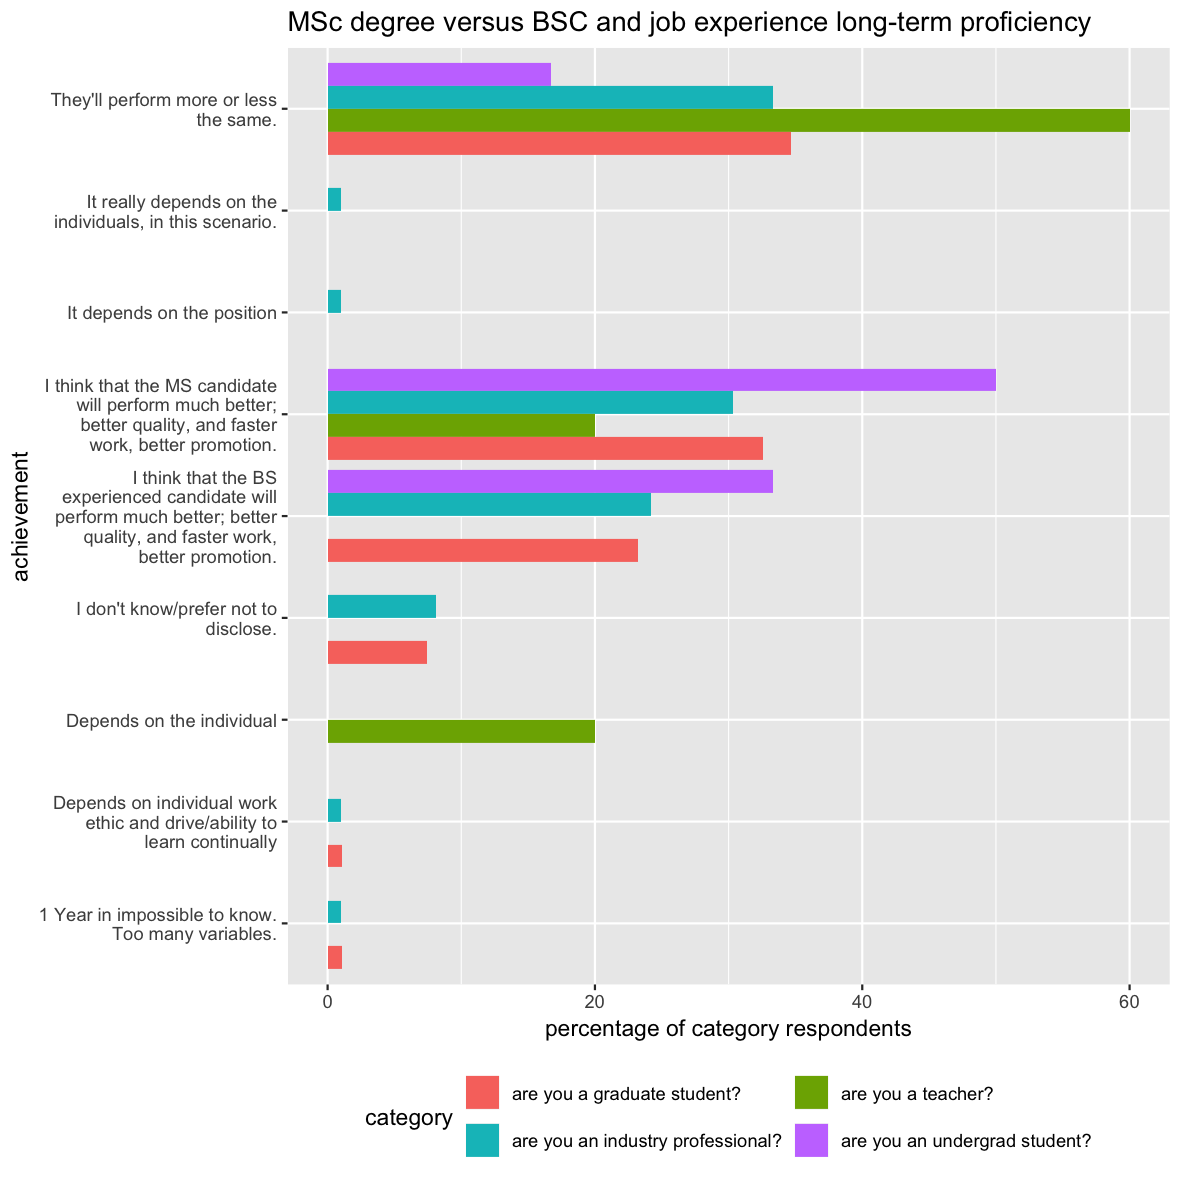 MSc degree versus BSC and job experience long-term proficiency
They'll perform more or less
the same.
It really depends on the
individuals, in this scenario.
It depends on the position
I think that the MS candidate
will perform much better;
better quality, and faster
work, better promotion.
I think that the BS
experienced candidate will
perform much better; better
quality, and faster work,
better promotion.
I don't know/prefer not to
disclose.
Depends on the individual
Depends on individual work
ethic and drive/ability to
learn continually
1 Year in impossible to know.
Too many variables.
achievement
0 20 40 60
percentage of category respondents
category
are you a graduate student? are you a teacher?
are you an industry professional? are you an undergrad student?